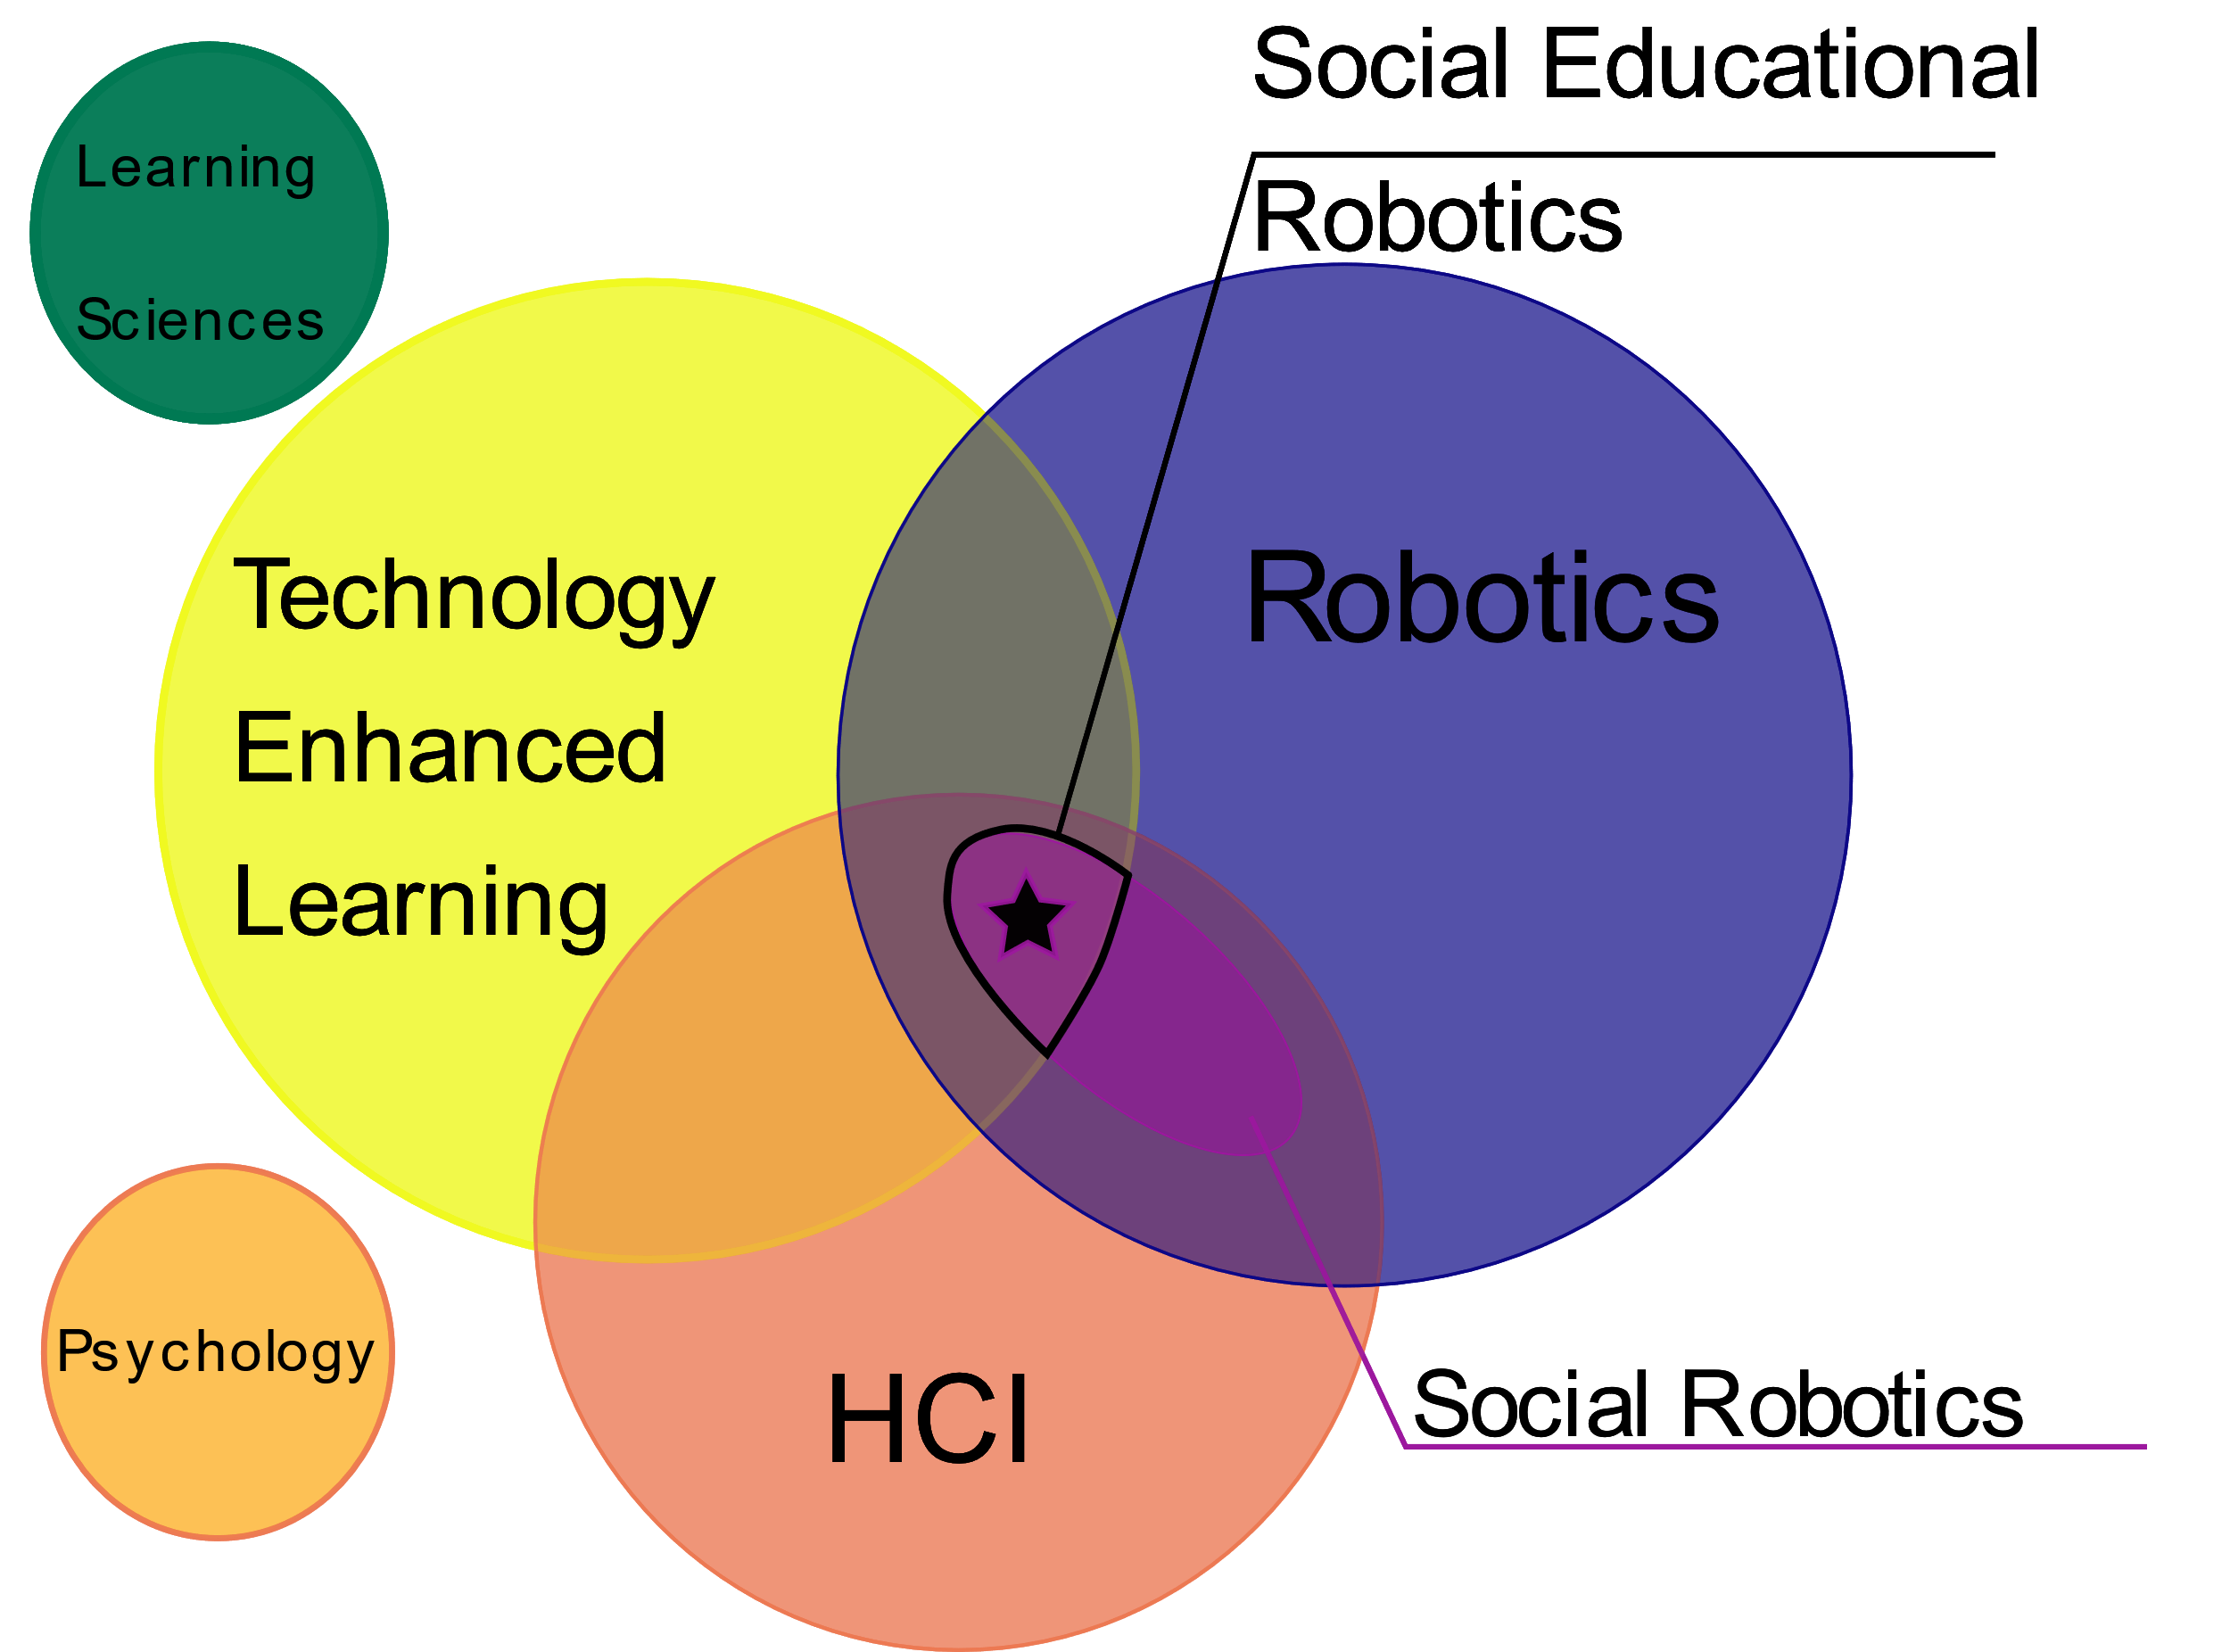 Social Educational
Robotics
Learning
Sciences
Technology
Enhanced
Learning
Robotics
Psychology
HCI
Social Robotics